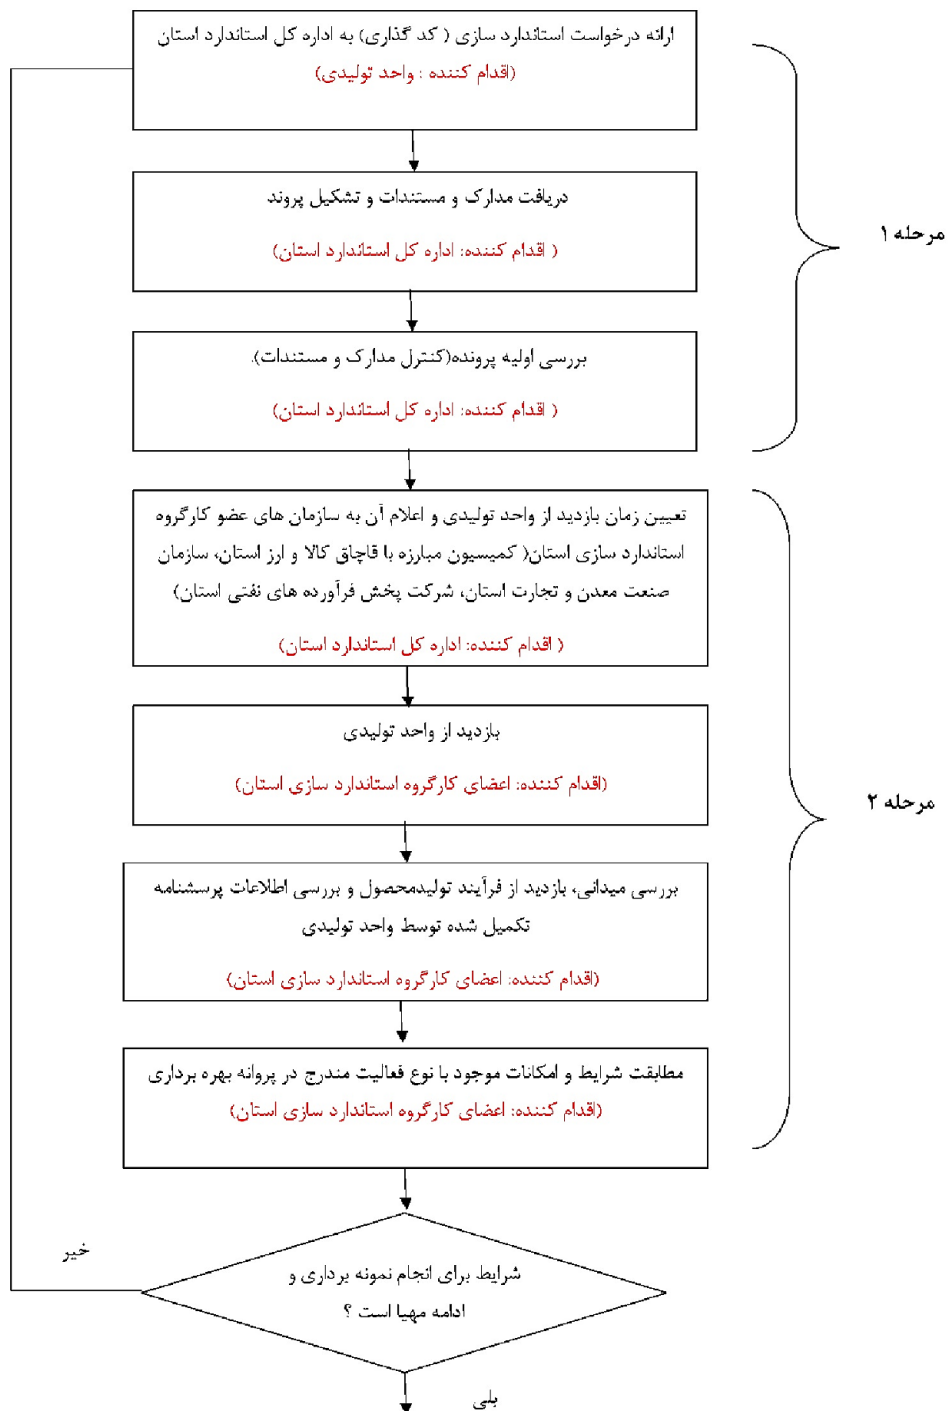 ارائه درخواست استاندارد سازی ( کد گذاری) به اداره کل استاندارد استان
(اقدام کننده : واحد تولیدی)
دریافت مدارک و مستندات و تشکیل پروند
( اقدام کننده: اداره کل استاندارد استان)
بررسی اولیه پرونده(کنترل مدارک و مستندات).
( اقدام کننده: اداره کل استاندارد استان)
مرحله ۱
تعیین زمان بازدید از واحد تولیدی و اعلام آن به سازمان های عضو کارگروه
استاندارد سازی استان( کمیسیون مبارزه با قاچاق کالا و ارز استان، سازمان
صنعت معدن و تجارت استان، شرکت پخش فرآورده های نفتی استان)
( اقدام کننده: اداره کل استاندارد استان)
بازدید از واحد تولیدی
(اقدام کننده: اعضای کارگروه استاندارد سازی استان)
بررسی میدانی، بازدید از فرآیند تولیدمحصول و بررسی اطلاعات پرسشنامه
تکمیل شده توسط واحد تولیدی
(اقدام کننده: اعضای کارگروه استاندارد سازی استان)
مطابقت شرایط و امکانات موجود با نوع فعالیت مندرج در پروانه بهره برداری
(اقدام کننده: اعضای کارگروه استاندارد سازی استان)
مرحله ۲
شرایط برای انجام نمونه برداری و
ادامه مهیا است ؟
خیر
بلی